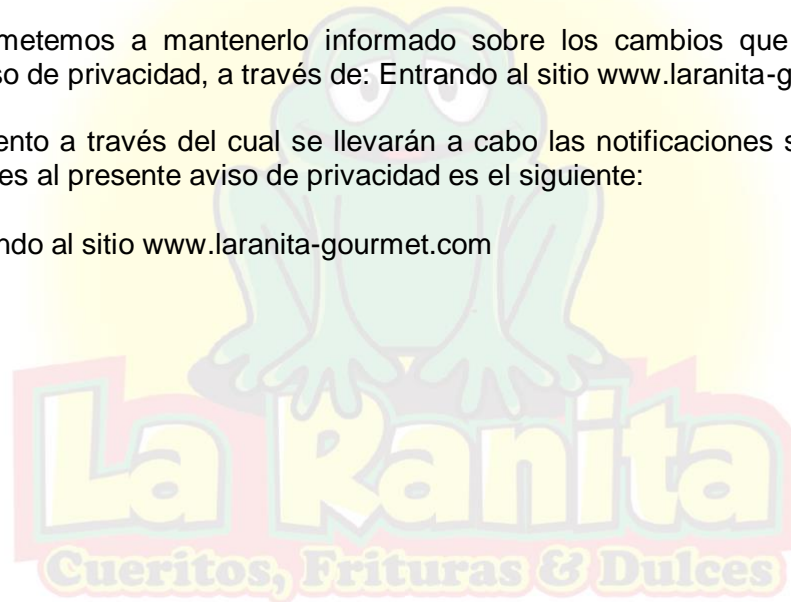 metemos a mantenerlo informado sobre los cambios que
so de privacidad, a través de: Entrando al sitio www.laranita-g
ento a través del cual se llevarán a cabo las notificaciones s
es al presente aviso de privacidad es el siguiente:
ndo al sitio www.laranita-gourmet.com
La Ranita
Cueritos, Frituras & Dulces